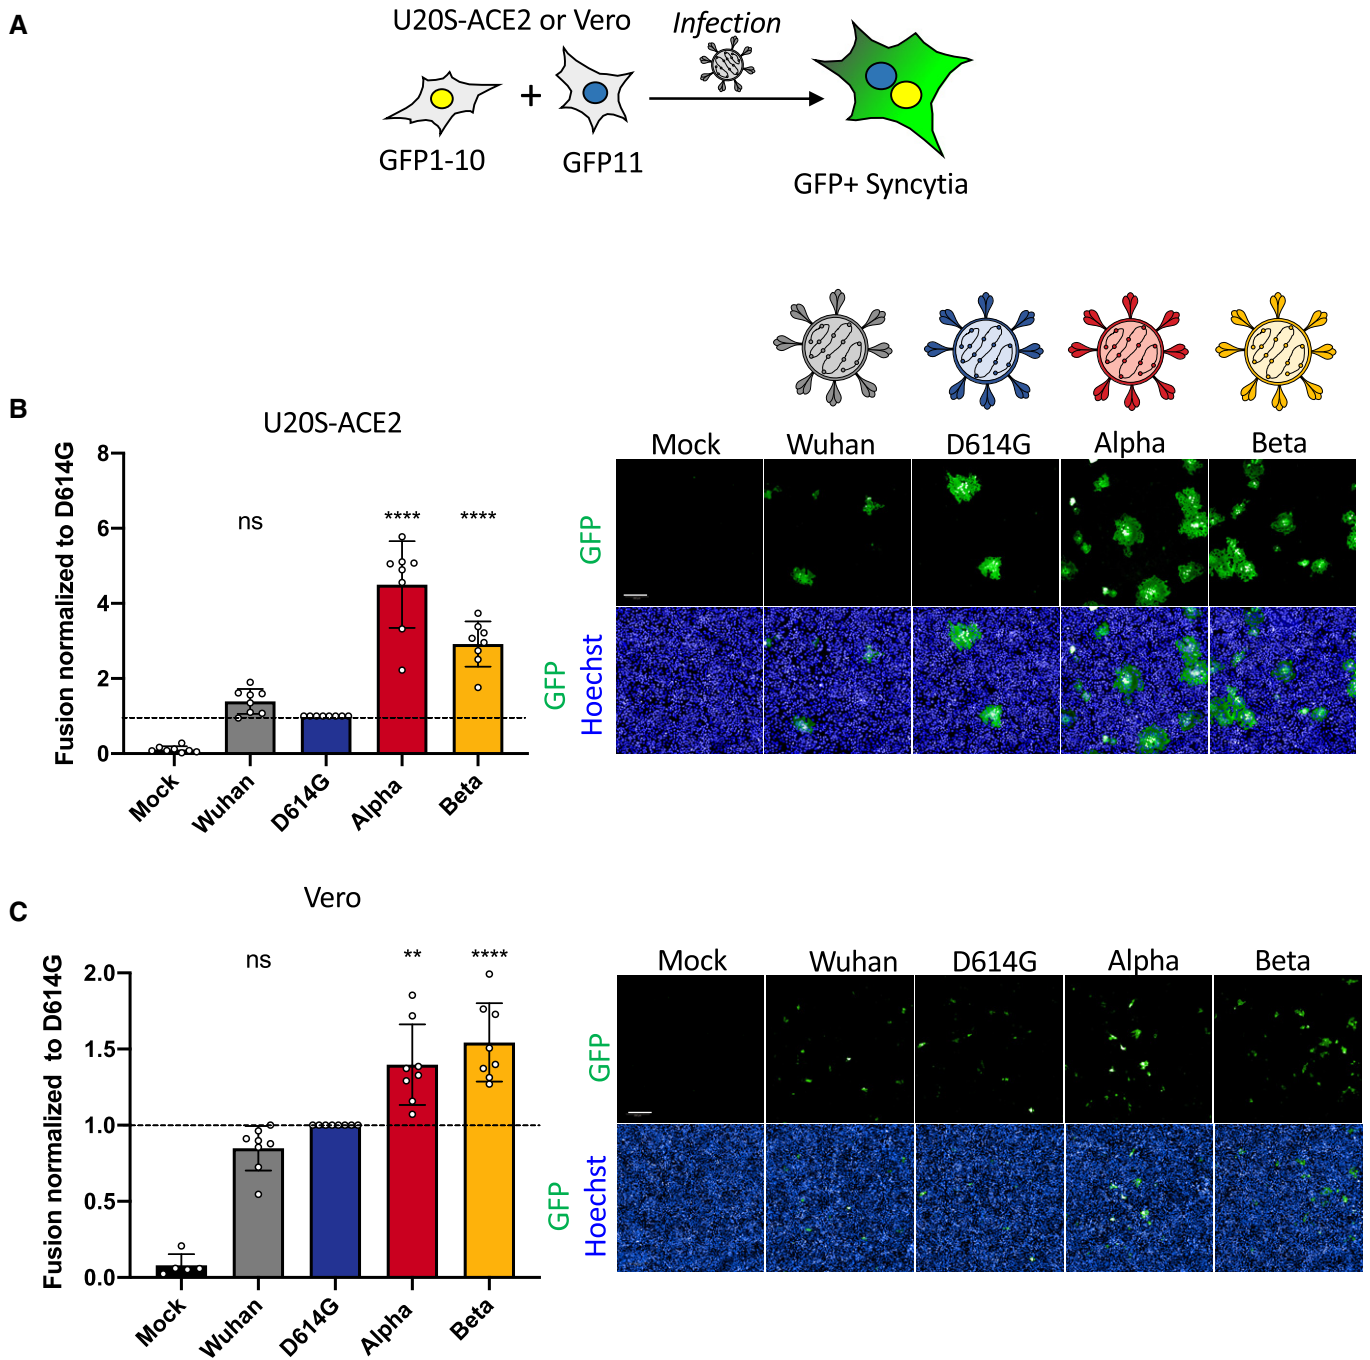 A
U20S-ACE2 or Vero
Infection
+
GFP1-10
GFP11
GFP+ Syncytia
B
U20S-ACE2
Fusion normalized to D614G
8
6
4
2
0
ns
****
****
Mock
Wuhan
D614G
Alpha
Beta
Mock
Wuhan
D614G
Alpha
Beta
GFP
GFP
Hoechst
C
Vero
Fusion normalized to D614G
2.0
1.5
1.0
0.5
0.0
ns
**
****
Mock
Wuhan
D614G
Alpha
Beta
Mock
Wuhan
D614G
Alpha
Beta
GFP
GFP
Hoechst